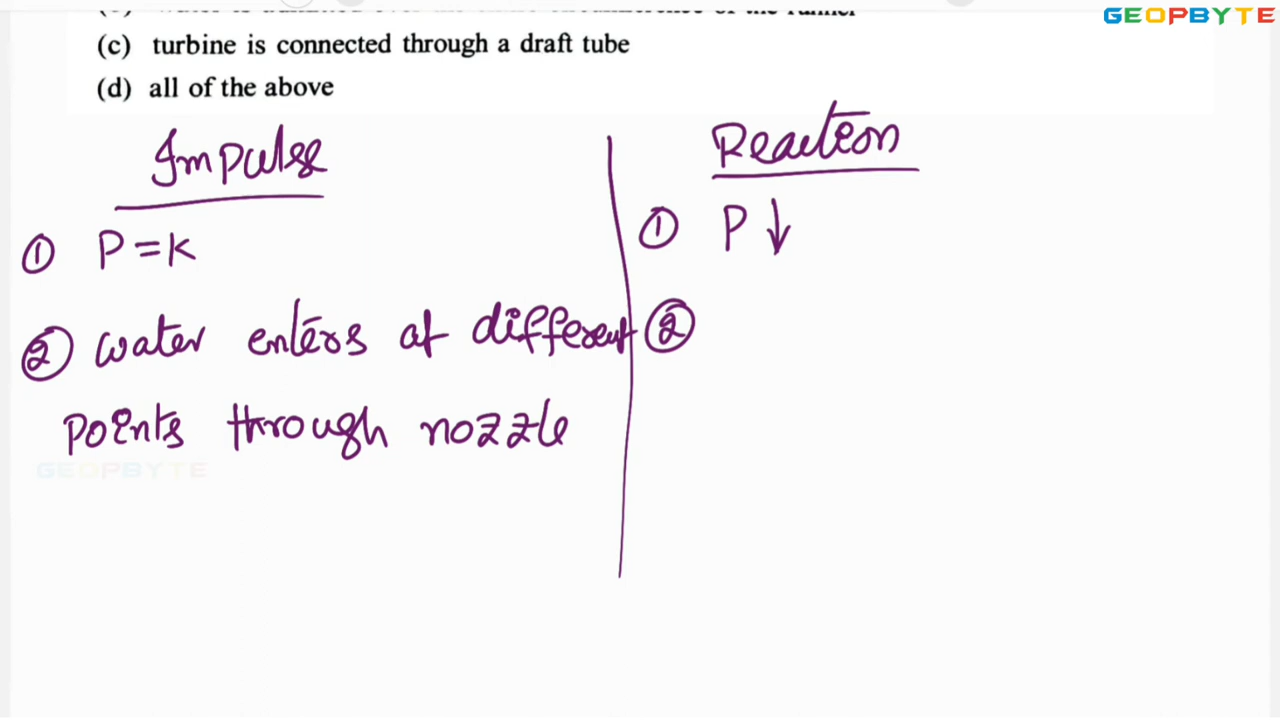 GEOPBYTE
(c) turbine is connected through a draft tube
(d) all of the above
Impulse
Reaction
① P = K
① P ↓
② water enters at different
②
points through nozzle
GEOPBYTE